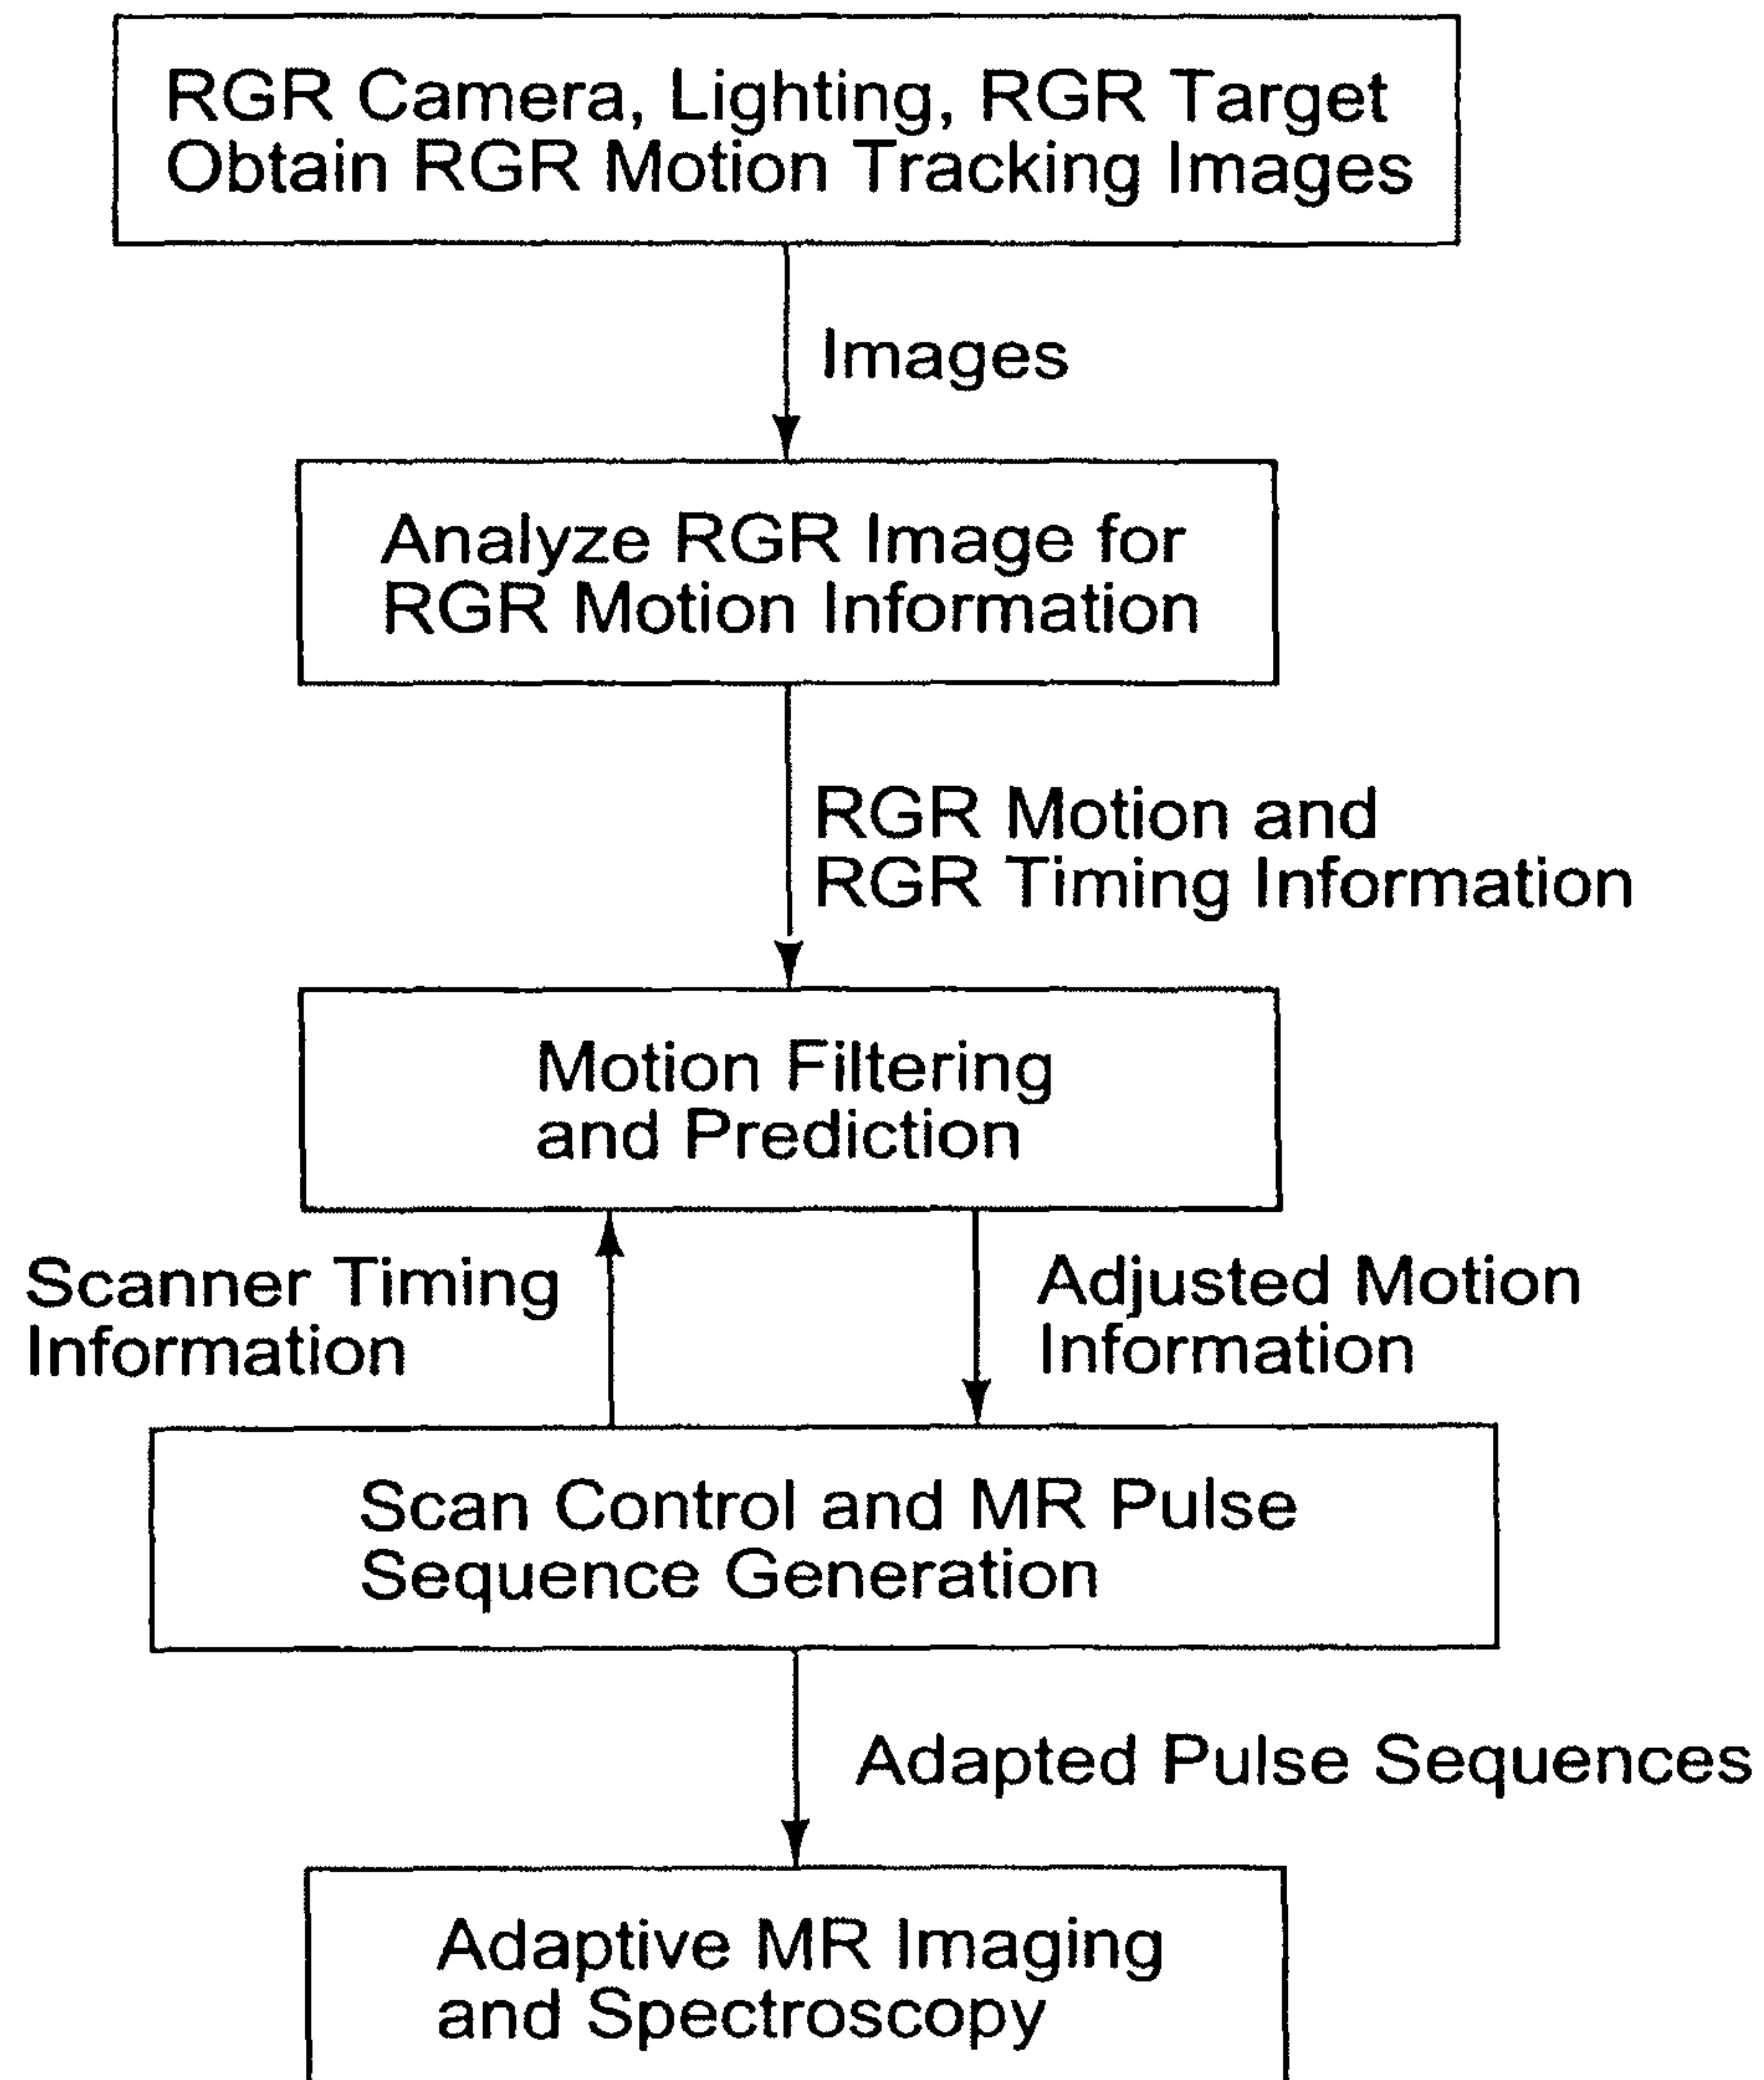 RGR Camera, Lighting, RGR Target
Obtain RGR Motion Tracking Images
Images
Analyze RGR Image for
RGR Motion Information
RGR Motion and
RGR Timing Information
Motion Filtering
and Prediction
Scanner Timing
Information
Adjusted Motion
Information
Scan Control and MR Pulse
Sequence Generation
Adapted Pulse Sequences
Adaptive MR Imaging
and Spectroscopy